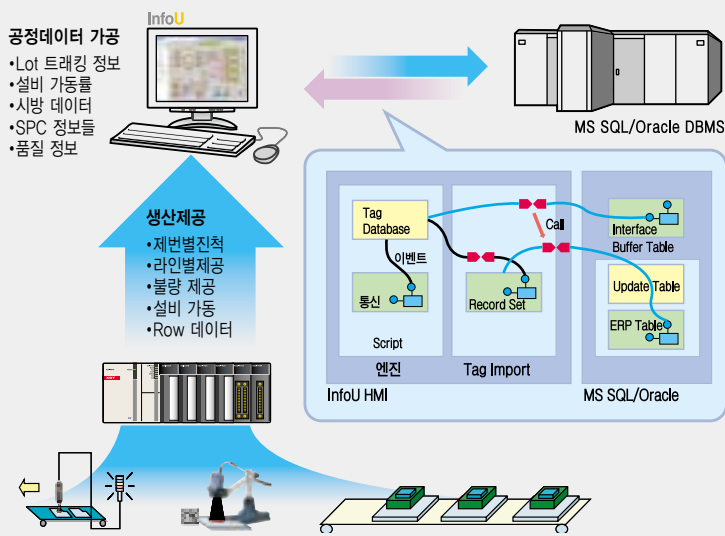 InfoU
공정데이터 가공
•Lot 트래킹 정보
•설비 가동률
•시방 데이터
•SPC 정보들
•품질 정보
MS SQL/Oracle DBMS
생산제공
•제번별진척
•라인별제공
•불량 제공
•설비 가동
•Row 데이터
Tag
Database
이벤트
통신
Script
엔진
InfoU HMI
Call
Record Set
Tag Import
Interface
Buffer Table
Update Table
ERP Table
MS SQL/Oracle